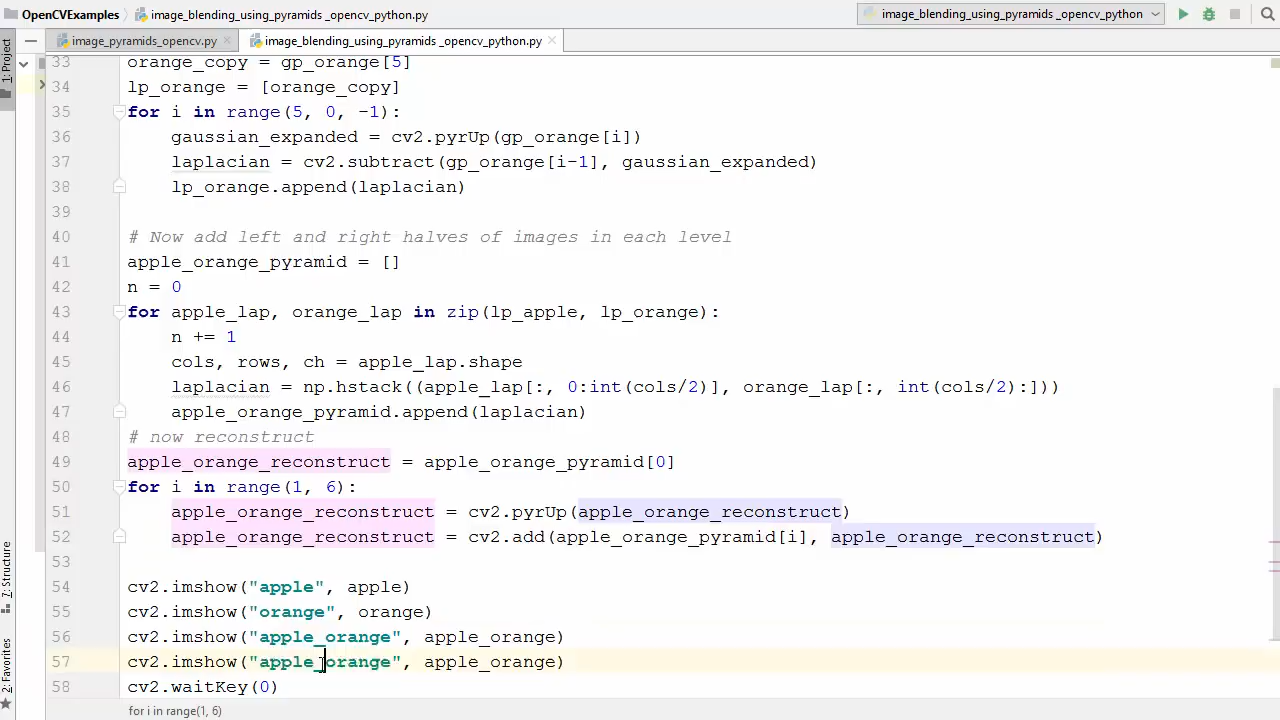 OpenCVExamples image_blending_using_pyramids _opencv_python.py image_blending_using_pyramids _opencv_python
image_pyramids_opencv.py image_blending_using_pyramids _opencv_python.py
1: Project
33 orange_copy = gp_orange[5]
34 lp_orange = [orange_copy]
35 for i in range(5, 0, -1):
36 gaussian_expanded = cv2.pyrUp(gp_orange[i])
37 laplacian = cv2.subtract(gp_orange[i-1], gaussian_expanded)
38 lp_orange.append(laplacian)
39
40 # Now add left and right halves of images in each level
41 apple_orange_pyramid = []
42 n = 0
43 for apple_lap, orange_lap in zip(lp_apple, lp_orange):
44 n += 1
45 cols, rows, ch = apple_lap.shape
46 laplacian = np.hstack((apple_lap[:, 0:int(cols/2)], orange_lap[:, int(cols/2):]))
47 apple_orange_pyramid.append(laplacian)
48 # now reconstruct
49 apple_orange_reconstruct = apple_orange_pyramid[0]
50 for i in range(1, 6):
51 apple_orange_reconstruct = cv2.pyrUp(apple_orange_reconstruct)
52 apple_orange_reconstruct = cv2.add(apple_orange_pyramid[i], apple_orange_reconstruct)
53
54 cv2.imshow("apple", apple)
55 cv2.imshow("orange", orange)
56 cv2.imshow("apple_orange", apple_orange)
57 cv2.imshow("apple_orange", apple_orange)
58 cv2.waitKey(0)
7: Structure
2: Favorites
for i in range(1, 6)